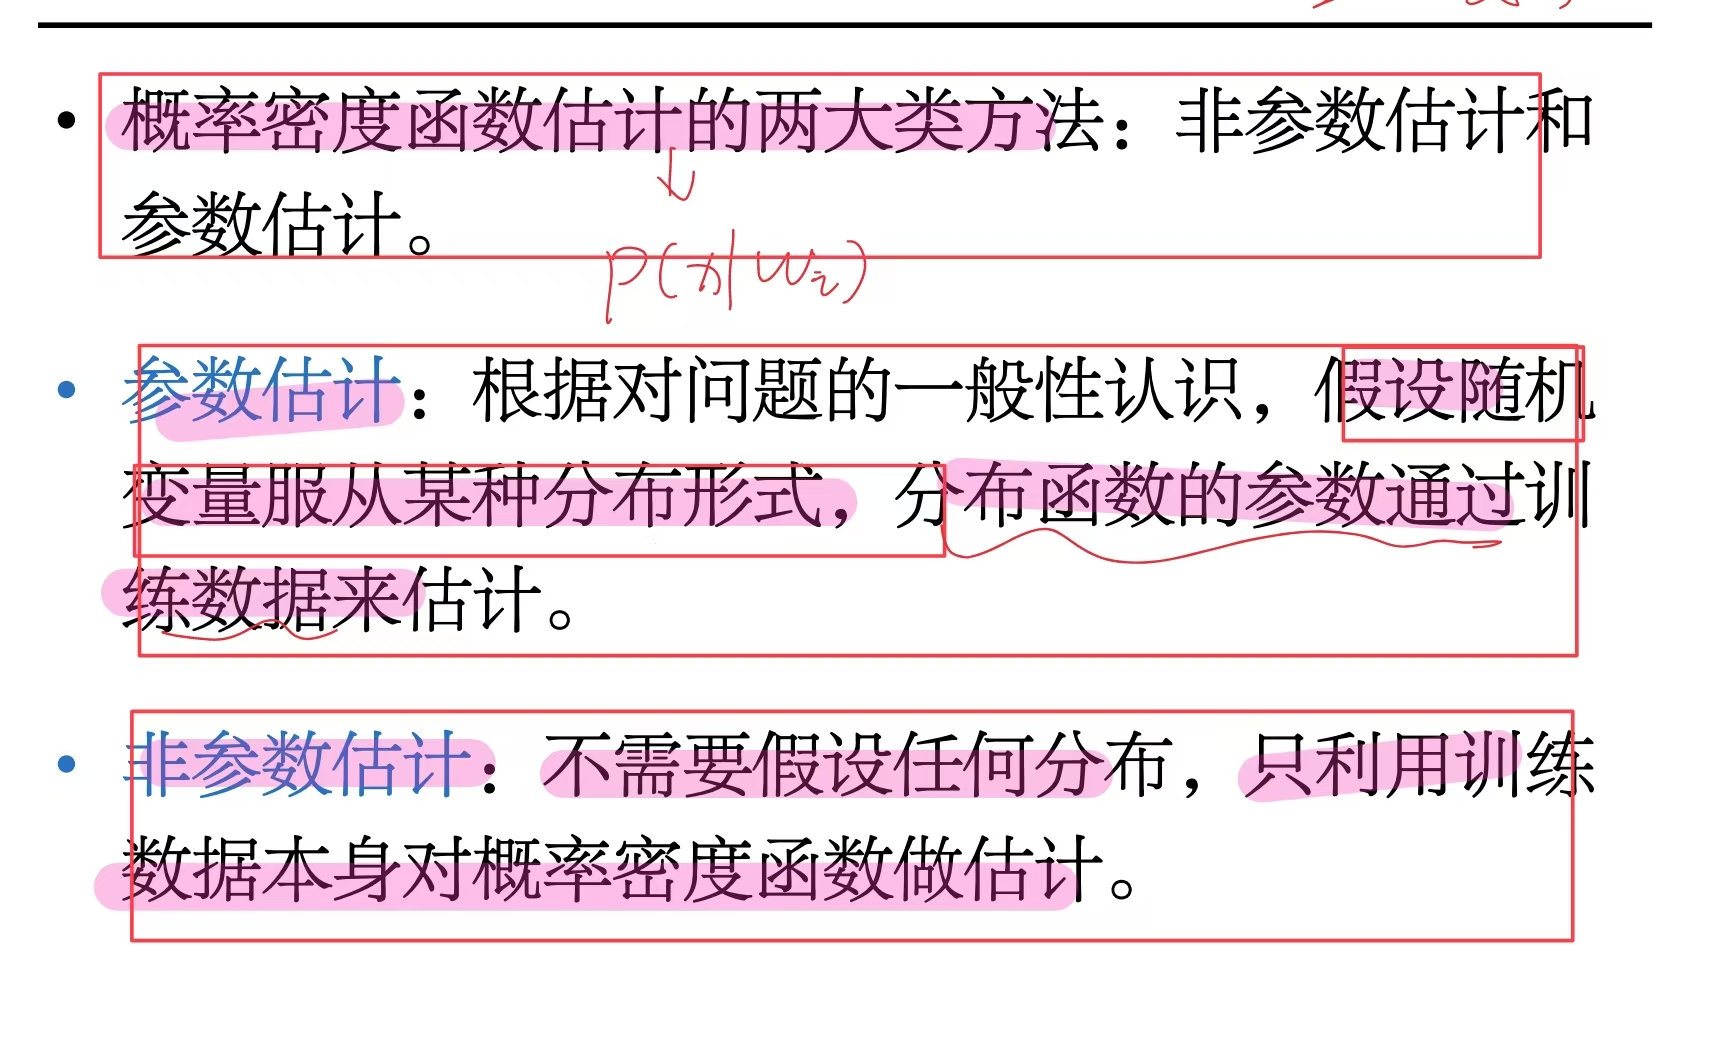 • 概率密度函数估计的两大类方法：非参数估计和
参数估计。
p(x|wi)
• 参数估计：根据对问题的一般性认识，假设随机
变量服从某种分布形式，分布函数的参数通过训
练数据来估计。
• 非参数估计：不需要假设任何分布，只利用训练
数据本身对概率密度函数做估计。